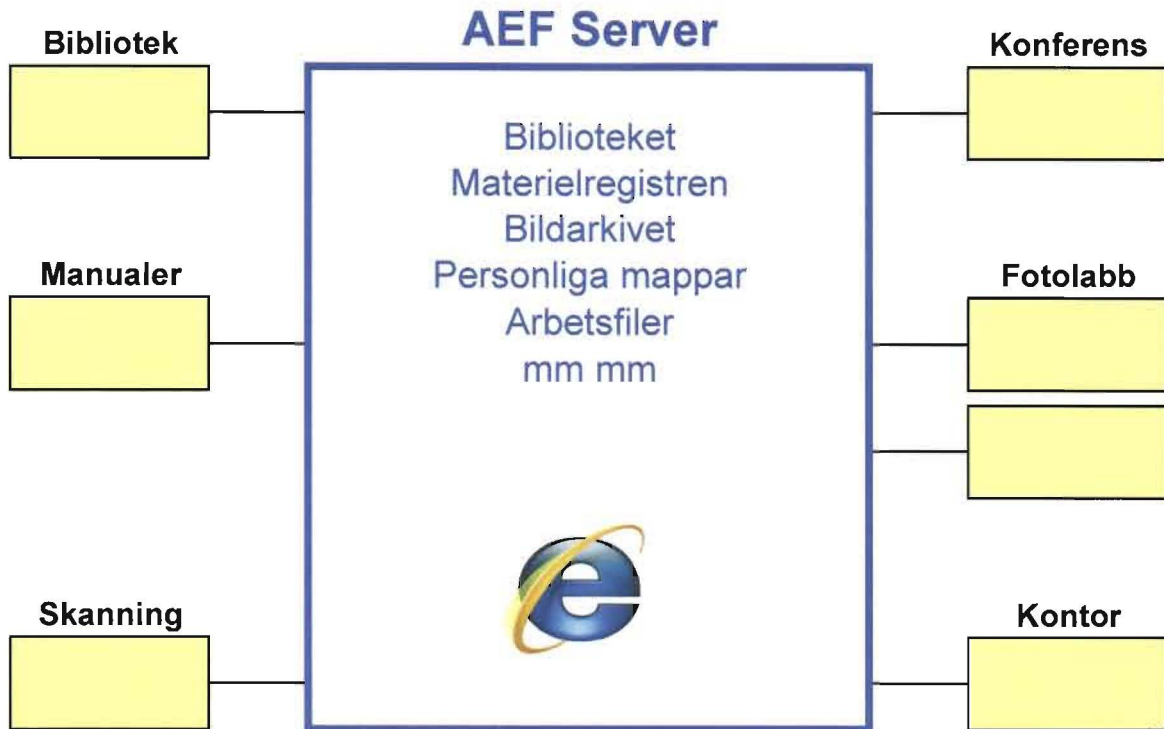 AEF Server
Bibliotek
Konferens
Biblioteket
Materielregistren
Bildarkivet
Personliga mappar
Arbetsfiler
mm mm
Manualer
Fotolabb
Skanning
Kontor